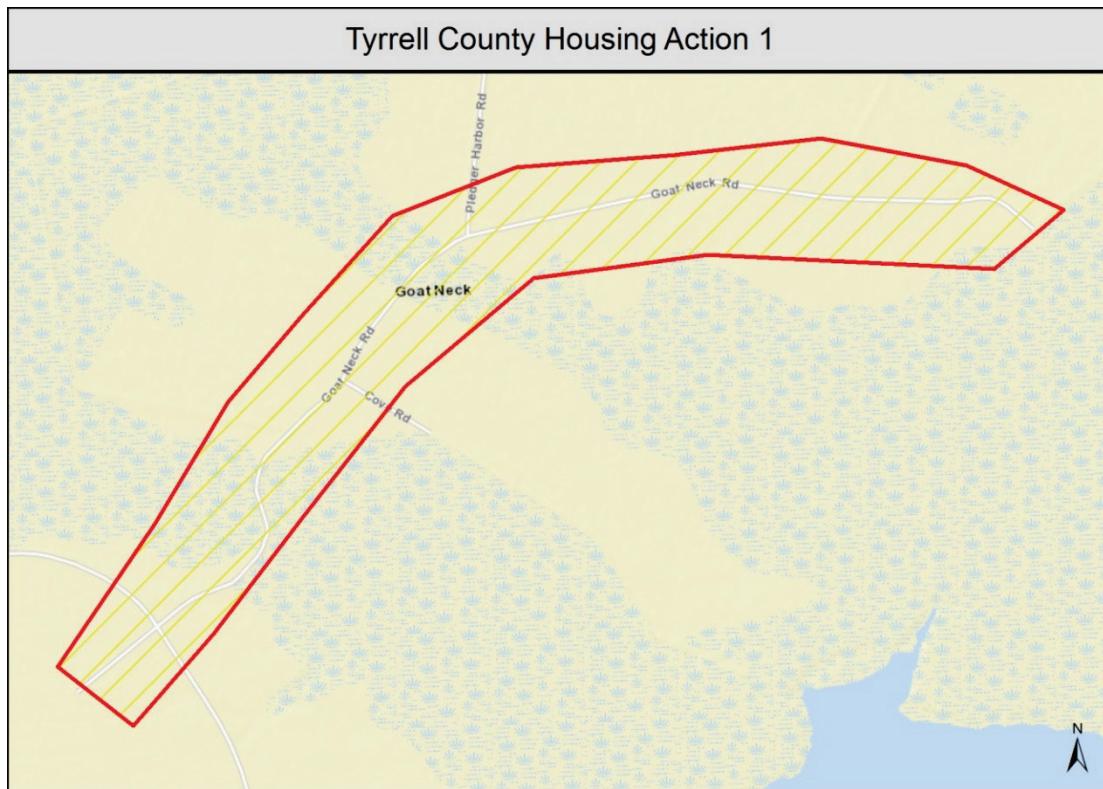 Tyrrell County Housing Action 1
Pledger Harbor Rd
Goat Neck Rd
Goat Neck
Goat Neck Rd
Cove Rd
N